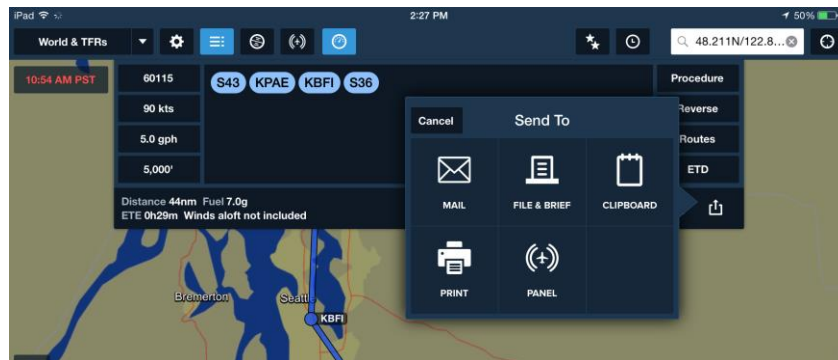 iPad
2:27 PM
50%
World & TFRs
48.211N/122.8...
10:54 AM PST
60115
S43 KPAE KBFI S36
Procedure
90 kts
Reverse
5.0 gph
Routes
5,000'
ETD
Cancel
Send To
MAIL
FILE & BRIEF
CLIPBOARD
PRINT
PANEL
Distance 44nm Fuel 7.0g
ETE 0h29m Winds aloft not included
Bremerton
Seattle
KBFI